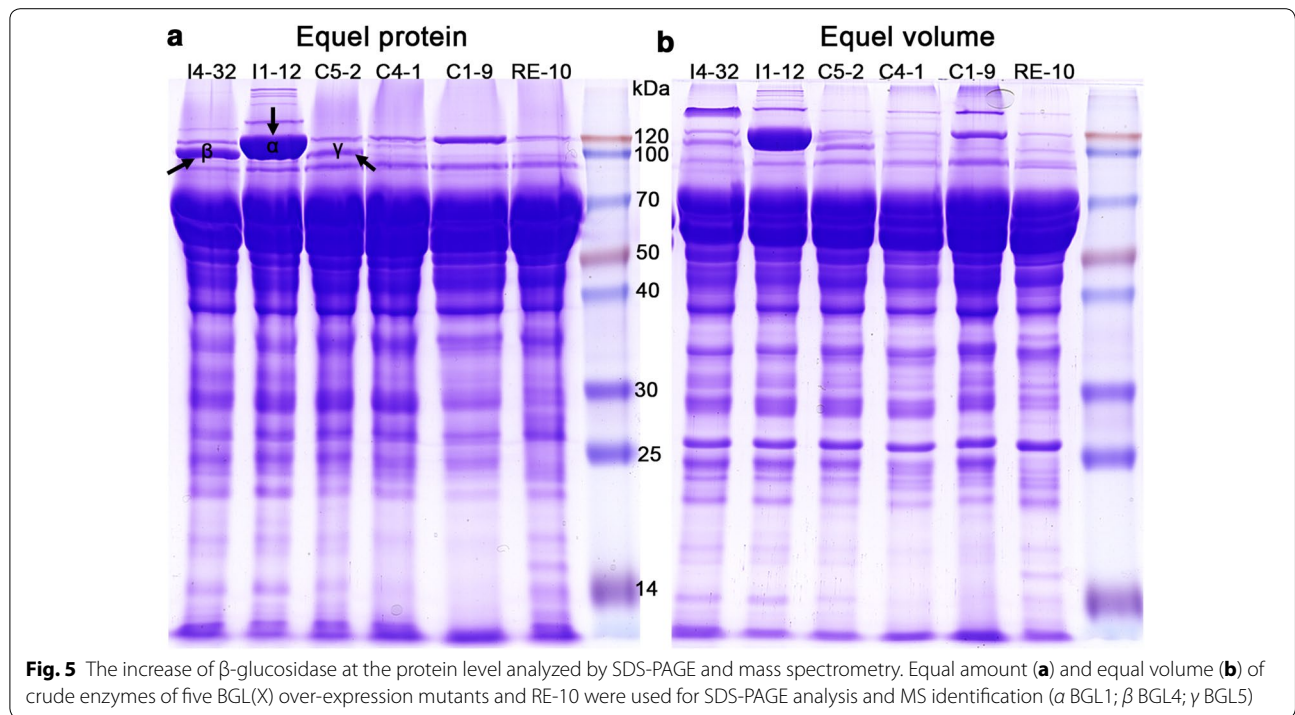 a Equel protein
b Equel volume
I4-32 I1-12 C5-2 C4-1 C1-9 RE-10
I4-32 I1-12 C5-2 C4-1 C1-9 RE-10
kDa
120
100
70
50
40
30
25
14
β α γ
Fig. 5 The increase of β-glucosidase at the protein level analyzed by SDS-PAGE and mass spectrometry. Equal amount (a) and equal volume (b) of
crude enzymes of five BGL(X) over-expression mutants and RE-10 were used for SDS-PAGE analysis and MS identification (α BGL1; β BGL4; γ BGL5)